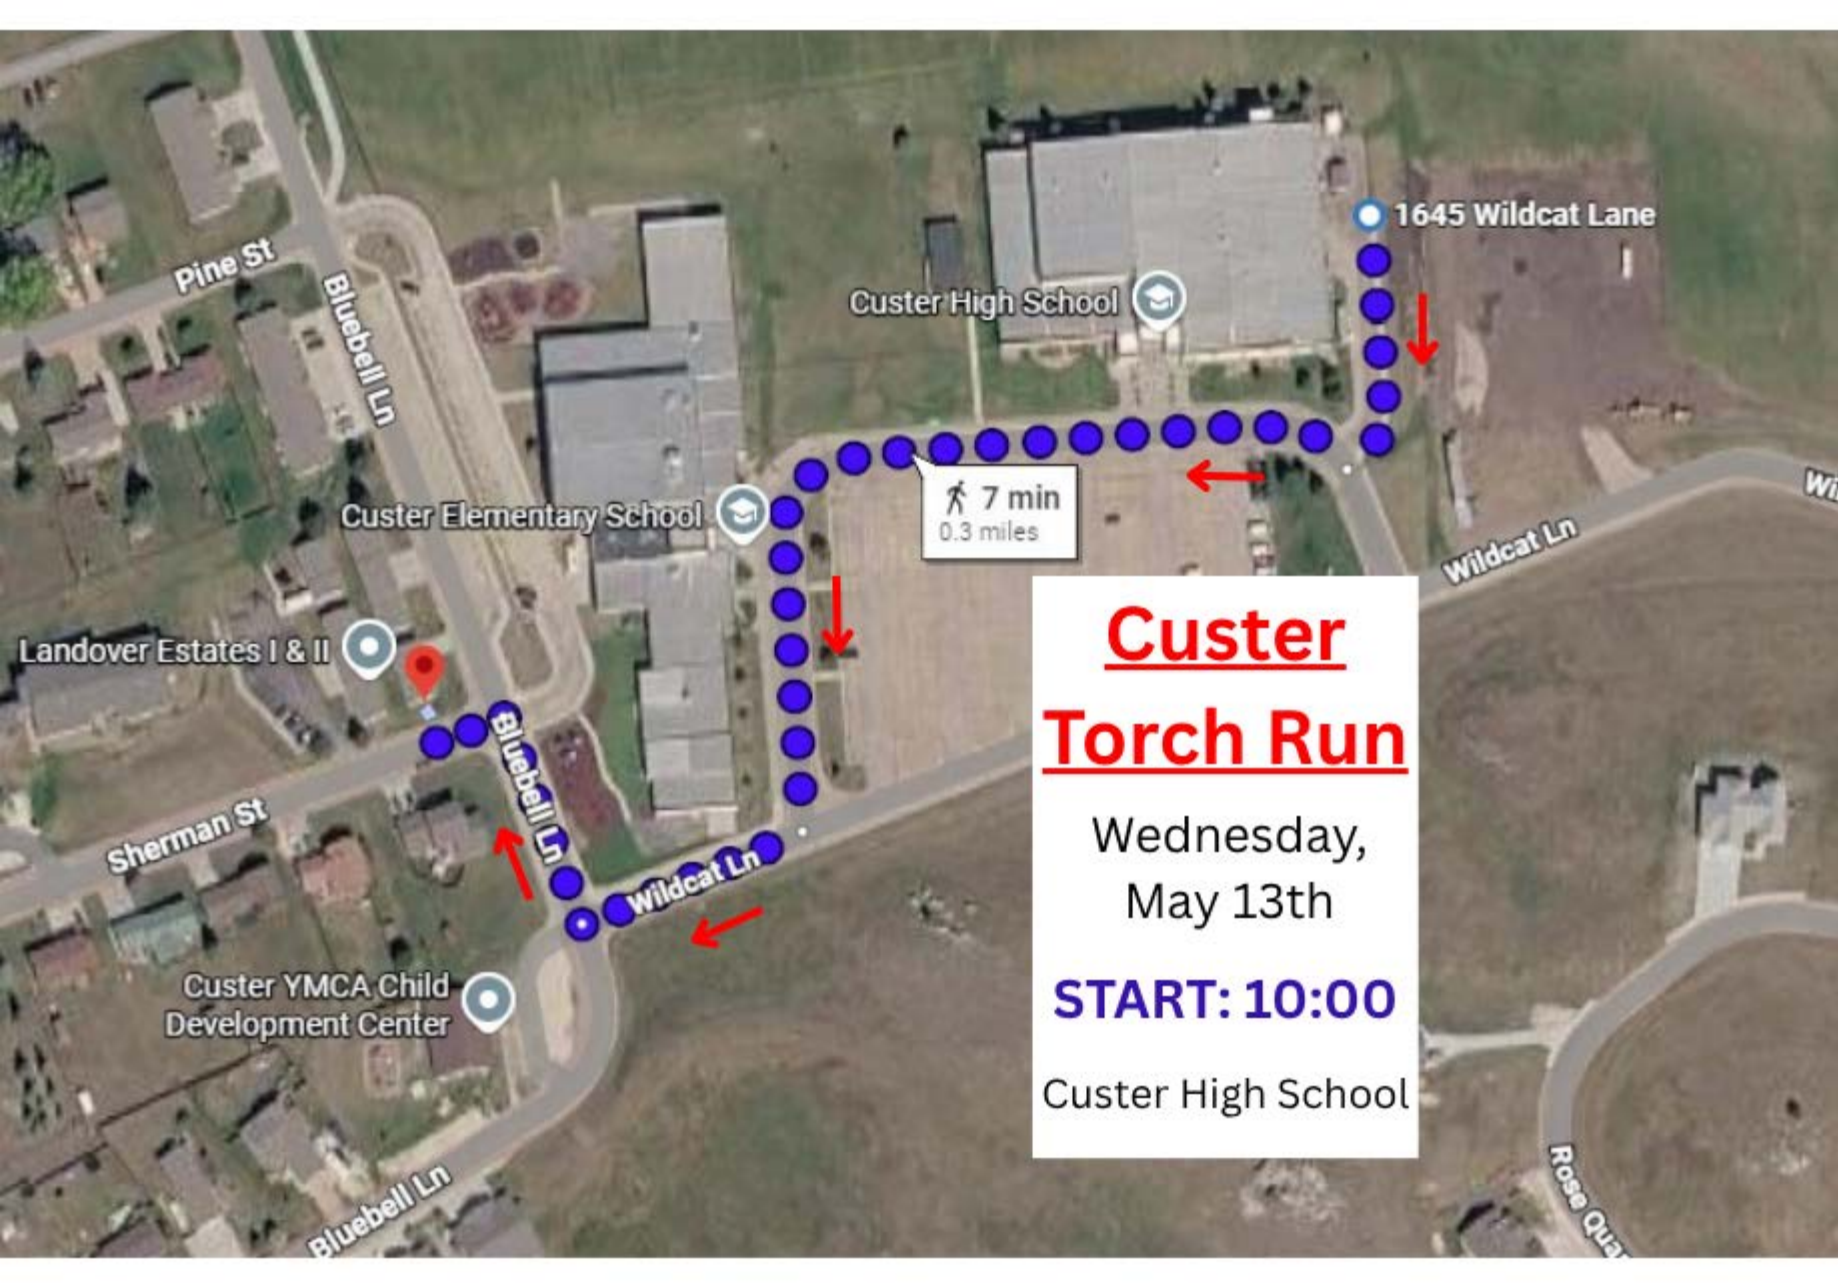 1645 Wildcat Lane
Pine St
Bluebell Ln
Custer High School
7 min
0.3 miles
Custer Elementary School
Wildcat Ln
Landover Estates I & II
Bluebell Ln
Sherman St
Wildcat Ln
Custer YMCA Child
Development Center
Bluebell Ln
Custer
Torch Run
Wednesday,
May 13th
START: 10:00
Custer High School
Rose